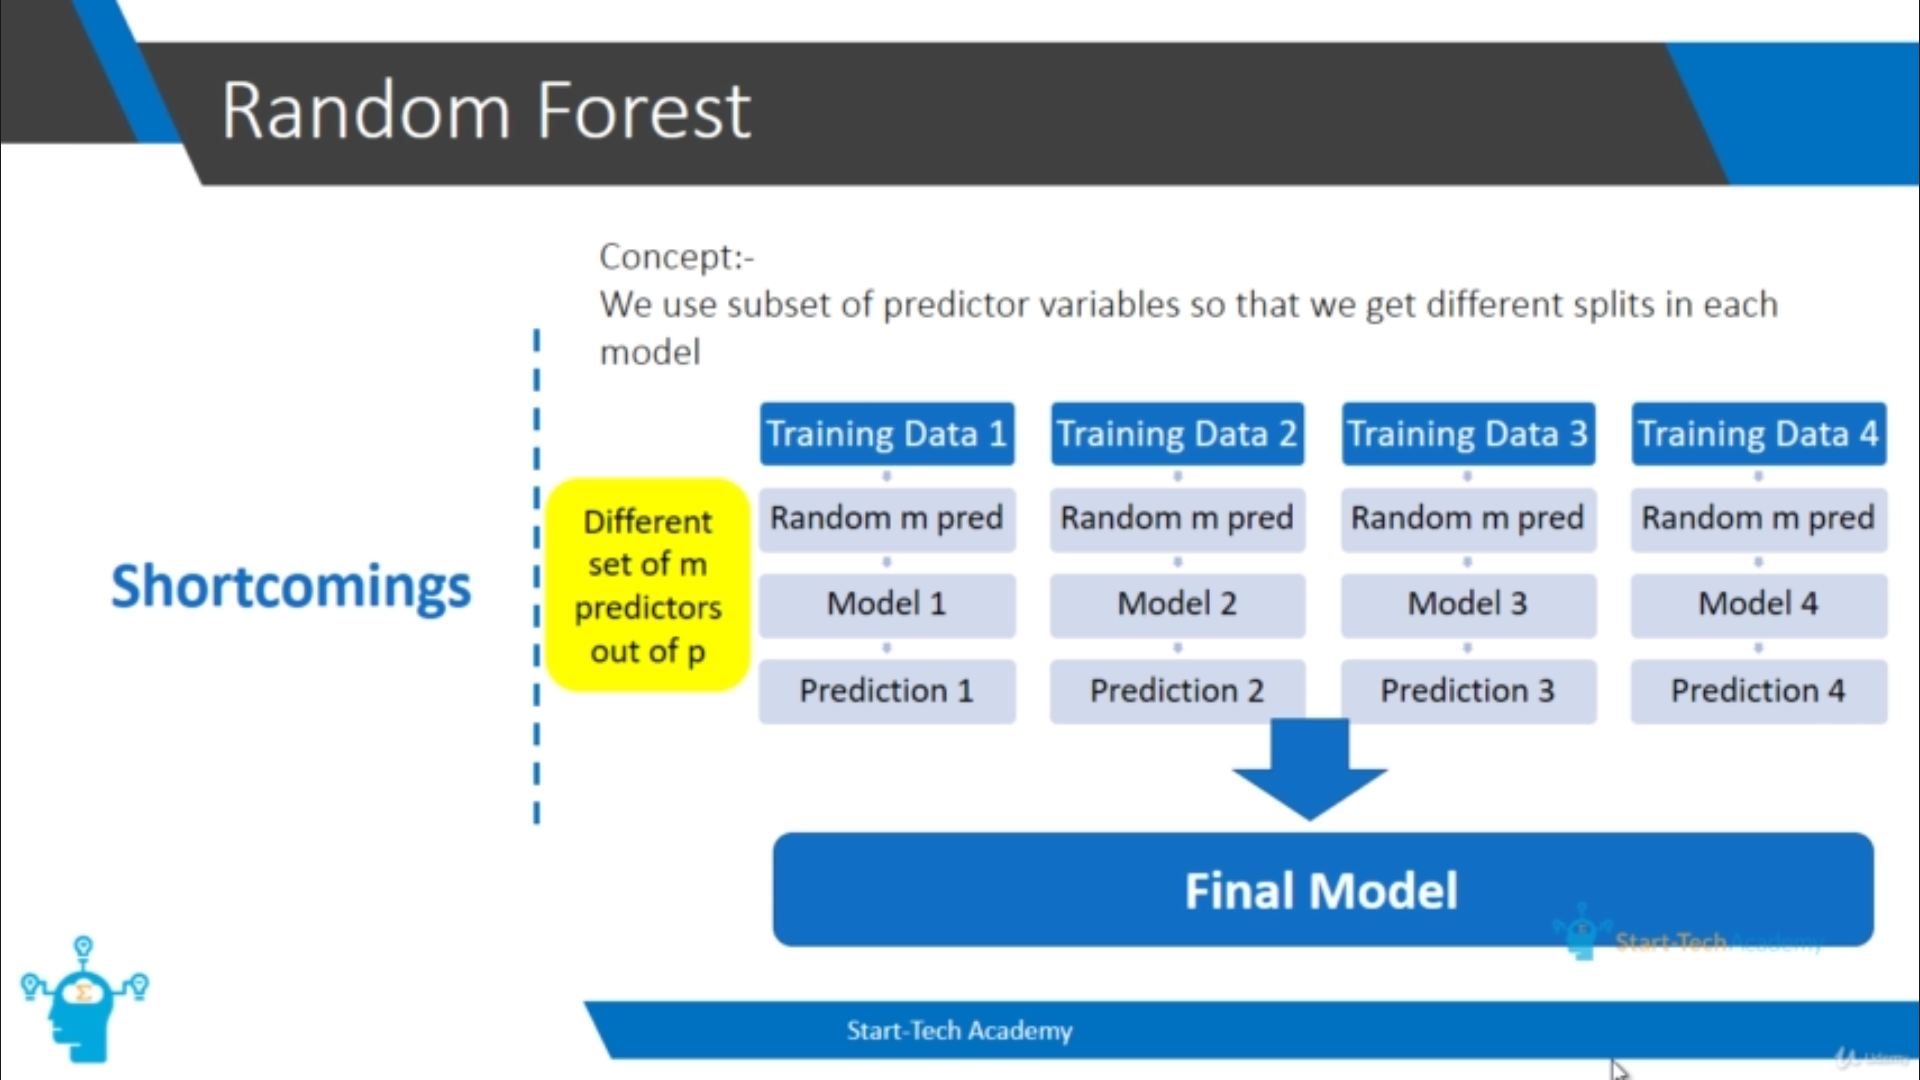 Random Forest
Concept:-
We use subset of predictor variables so that we get different splits in each
model
Shortcomings
Different
set of m
predictors
out of p
Training Data 1
Training Data 2
Training Data 3
Training Data 4
Random m pred
Random m pred
Random m pred
Random m pred
Model 1
Model 2
Model 3
Model 4
Prediction 1
Prediction 2
Prediction 3
Prediction 4
Final Model
Start-Tech Academy
Start-Tech Academy
Udemy